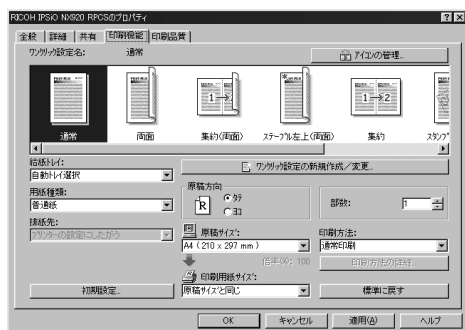 RICOH IPSiO NX920 RPCSのプロパティ
全般 詳細 共有 印刷機能 印刷品質
ワンクリック設定名: 通常
アイコンの管理...
1 1→2
通常 両面 集約(両面) ステープル左上(両面) 集約 スタンプ
給紙トレイ:
自動トレイ選択
ワンクリック設定の新規作成/変更...
用紙種類:
普通紙
原稿方向
R タテ
ヨコ
部数: 1
排紙先:
プリンターの設定にしたがう
原稿サイズ:
A4 (210 x 297 mm)
印刷方法:
通常印刷
倍率(%): 100
印刷方法の詳細...
印刷用紙サイズ:
初期設定...
原稿サイズと同じ
標準に戻す
OK キャンセル 適用(A) ヘルプ